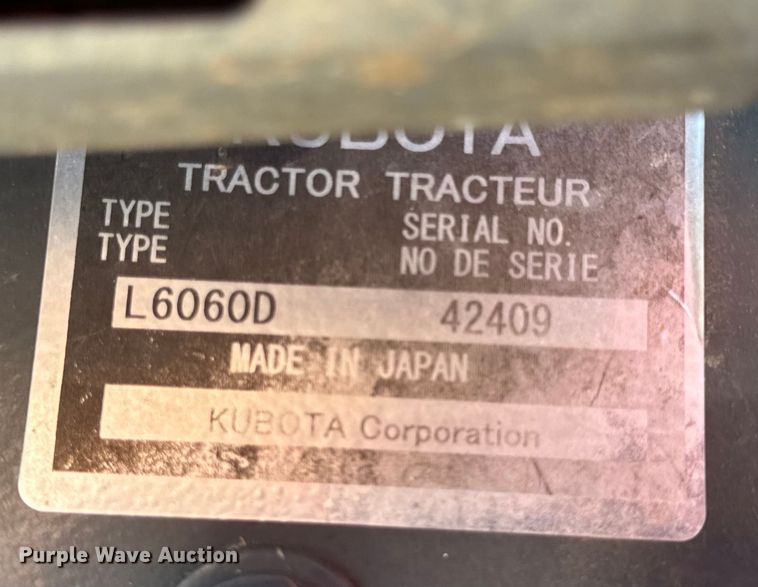 KUBOTA
TRACTOR TRACTEUR
TYPE SERIAL NO.
TYPE NO DE SERIE
L6060D 42409
MADE IN JAPAN
KUBOTA Corporation
Purple Wave Auction